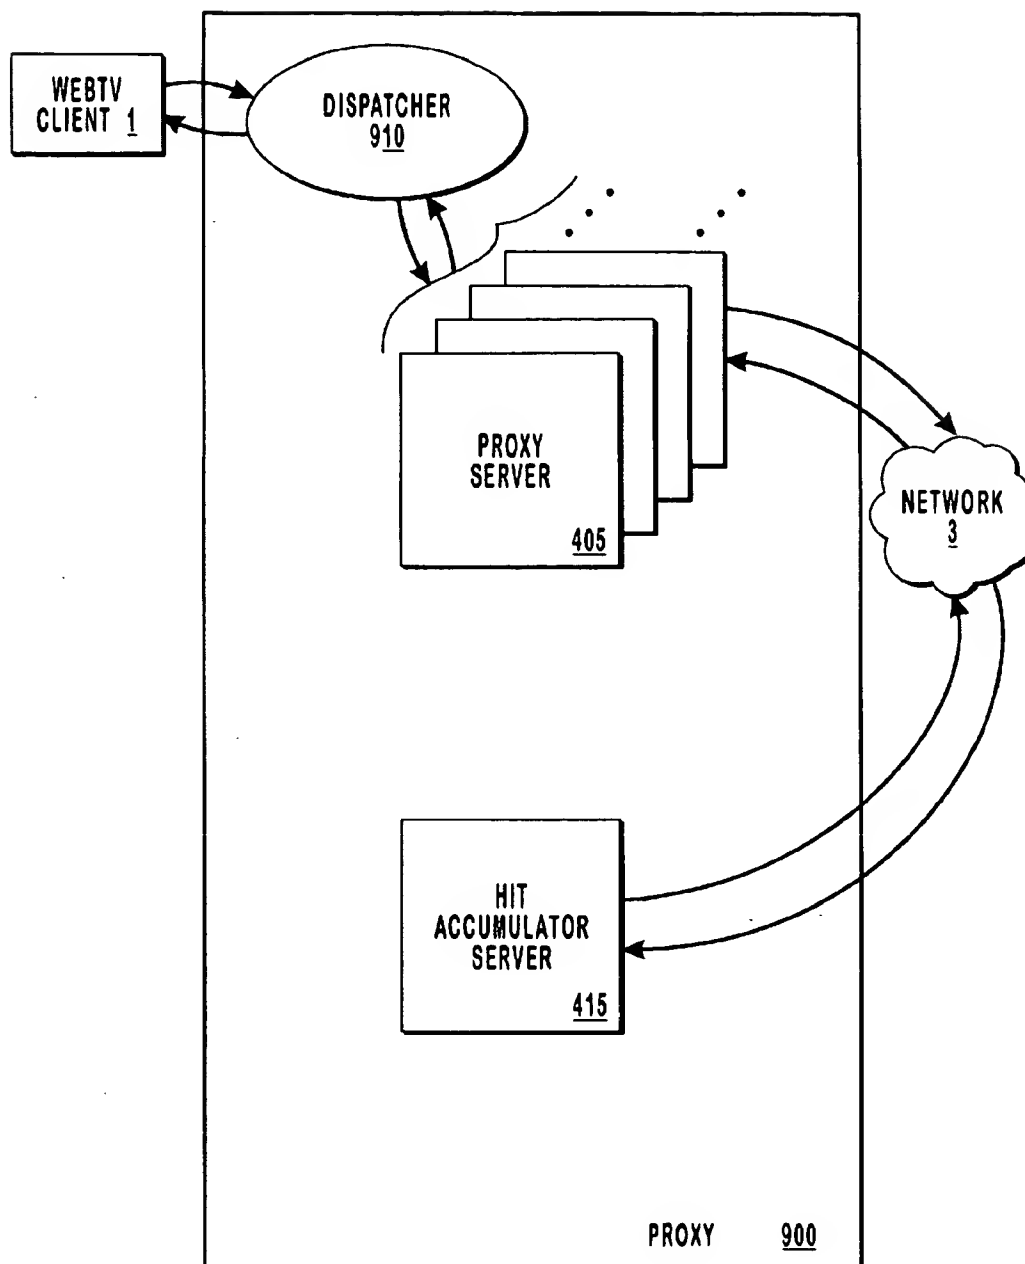 WEBTV
CLIENT 1
DISPATCHER
910
PROXY
SERVER
405
NETWORK
3
HIT
ACCUMULATOR
SERVER
415
PROXY 900